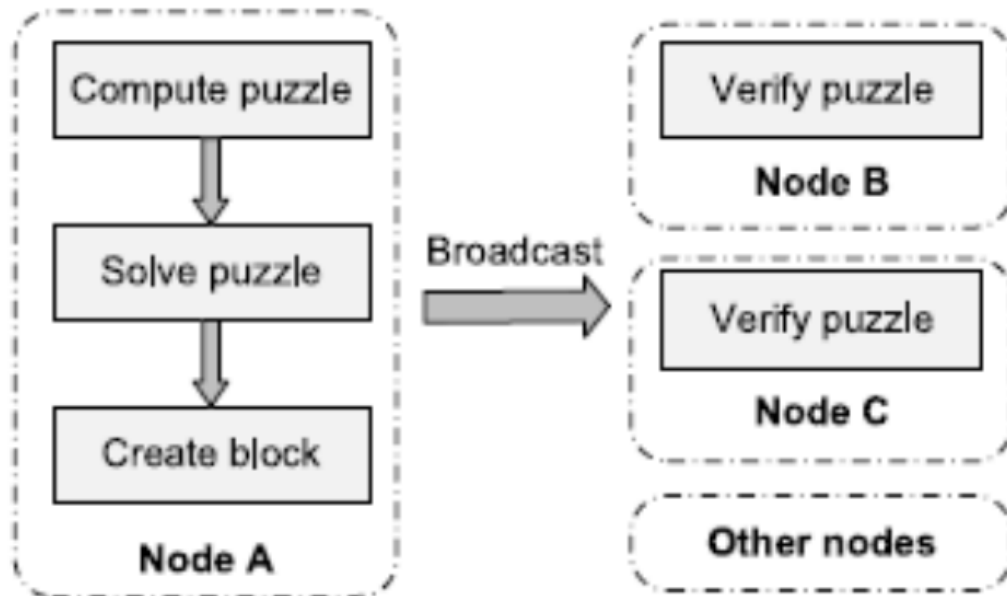 Compute puzzle
Solve puzzle
Create block
Node A
Broadcast
Verify puzzle
Node B
Verify puzzle
Node C
Other nodes